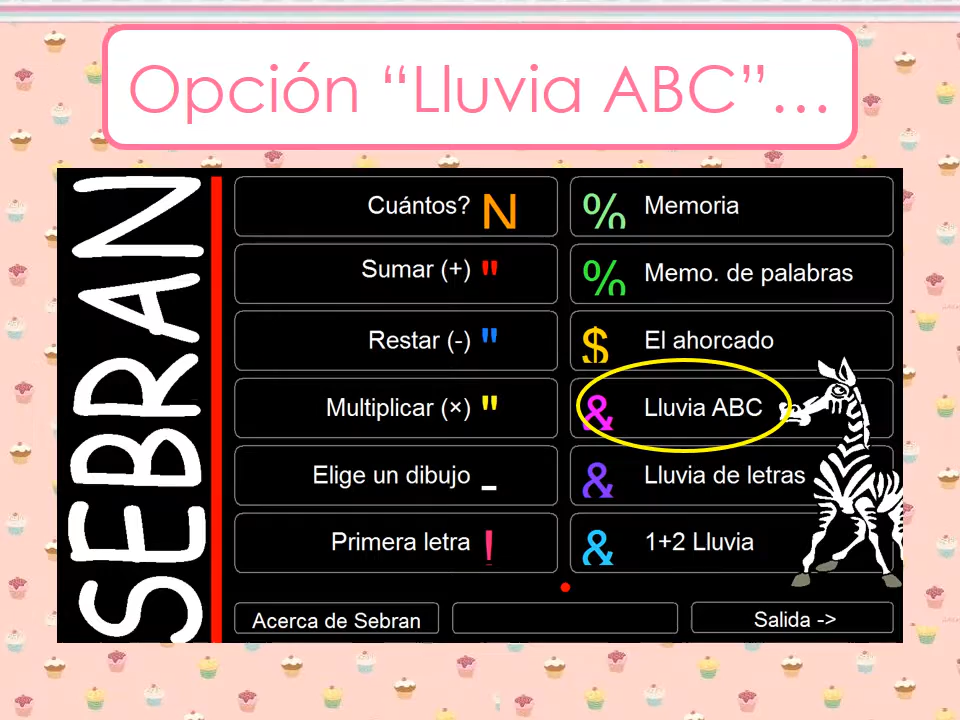 Opción “Lluvia ABC”...
SEBRAN
Cuántos? N
Sumar (+) "
Restar (-) "
Multiplicar (×) "
Elige un dibujo -
Primera letra !
% Memoria
% Memo. de palabras
$ El ahorcado
& Lluvia ABC
& Lluvia de letras
& 1+2 Lluvia
Acerca de Sebran
Salida ->